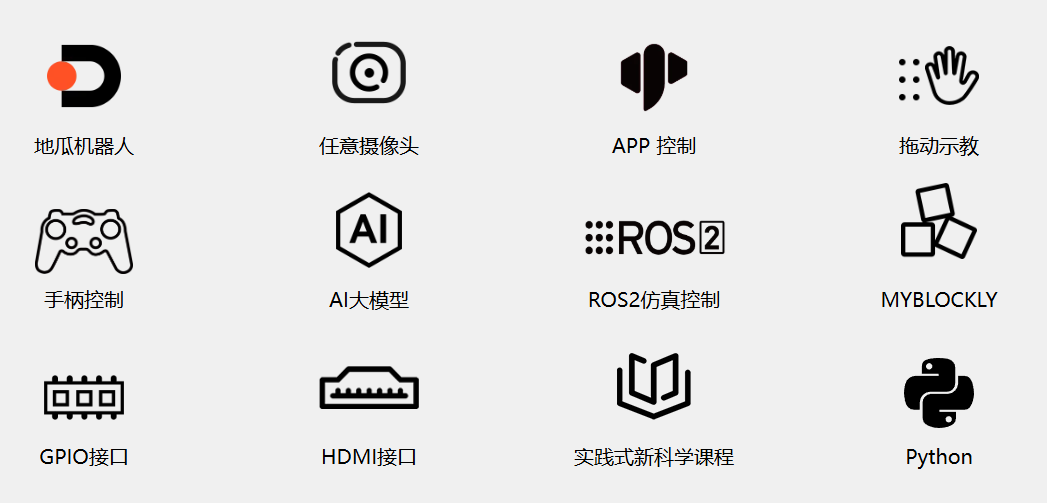 地瓜机器人
任意摄像头
APP 控制
拖动示教
AI
ROS2
手柄控制
AI大模型
ROS2仿真控制
MYBLOCKLY
GPIO接口
HDMI接口
实践式新科学课程
Python